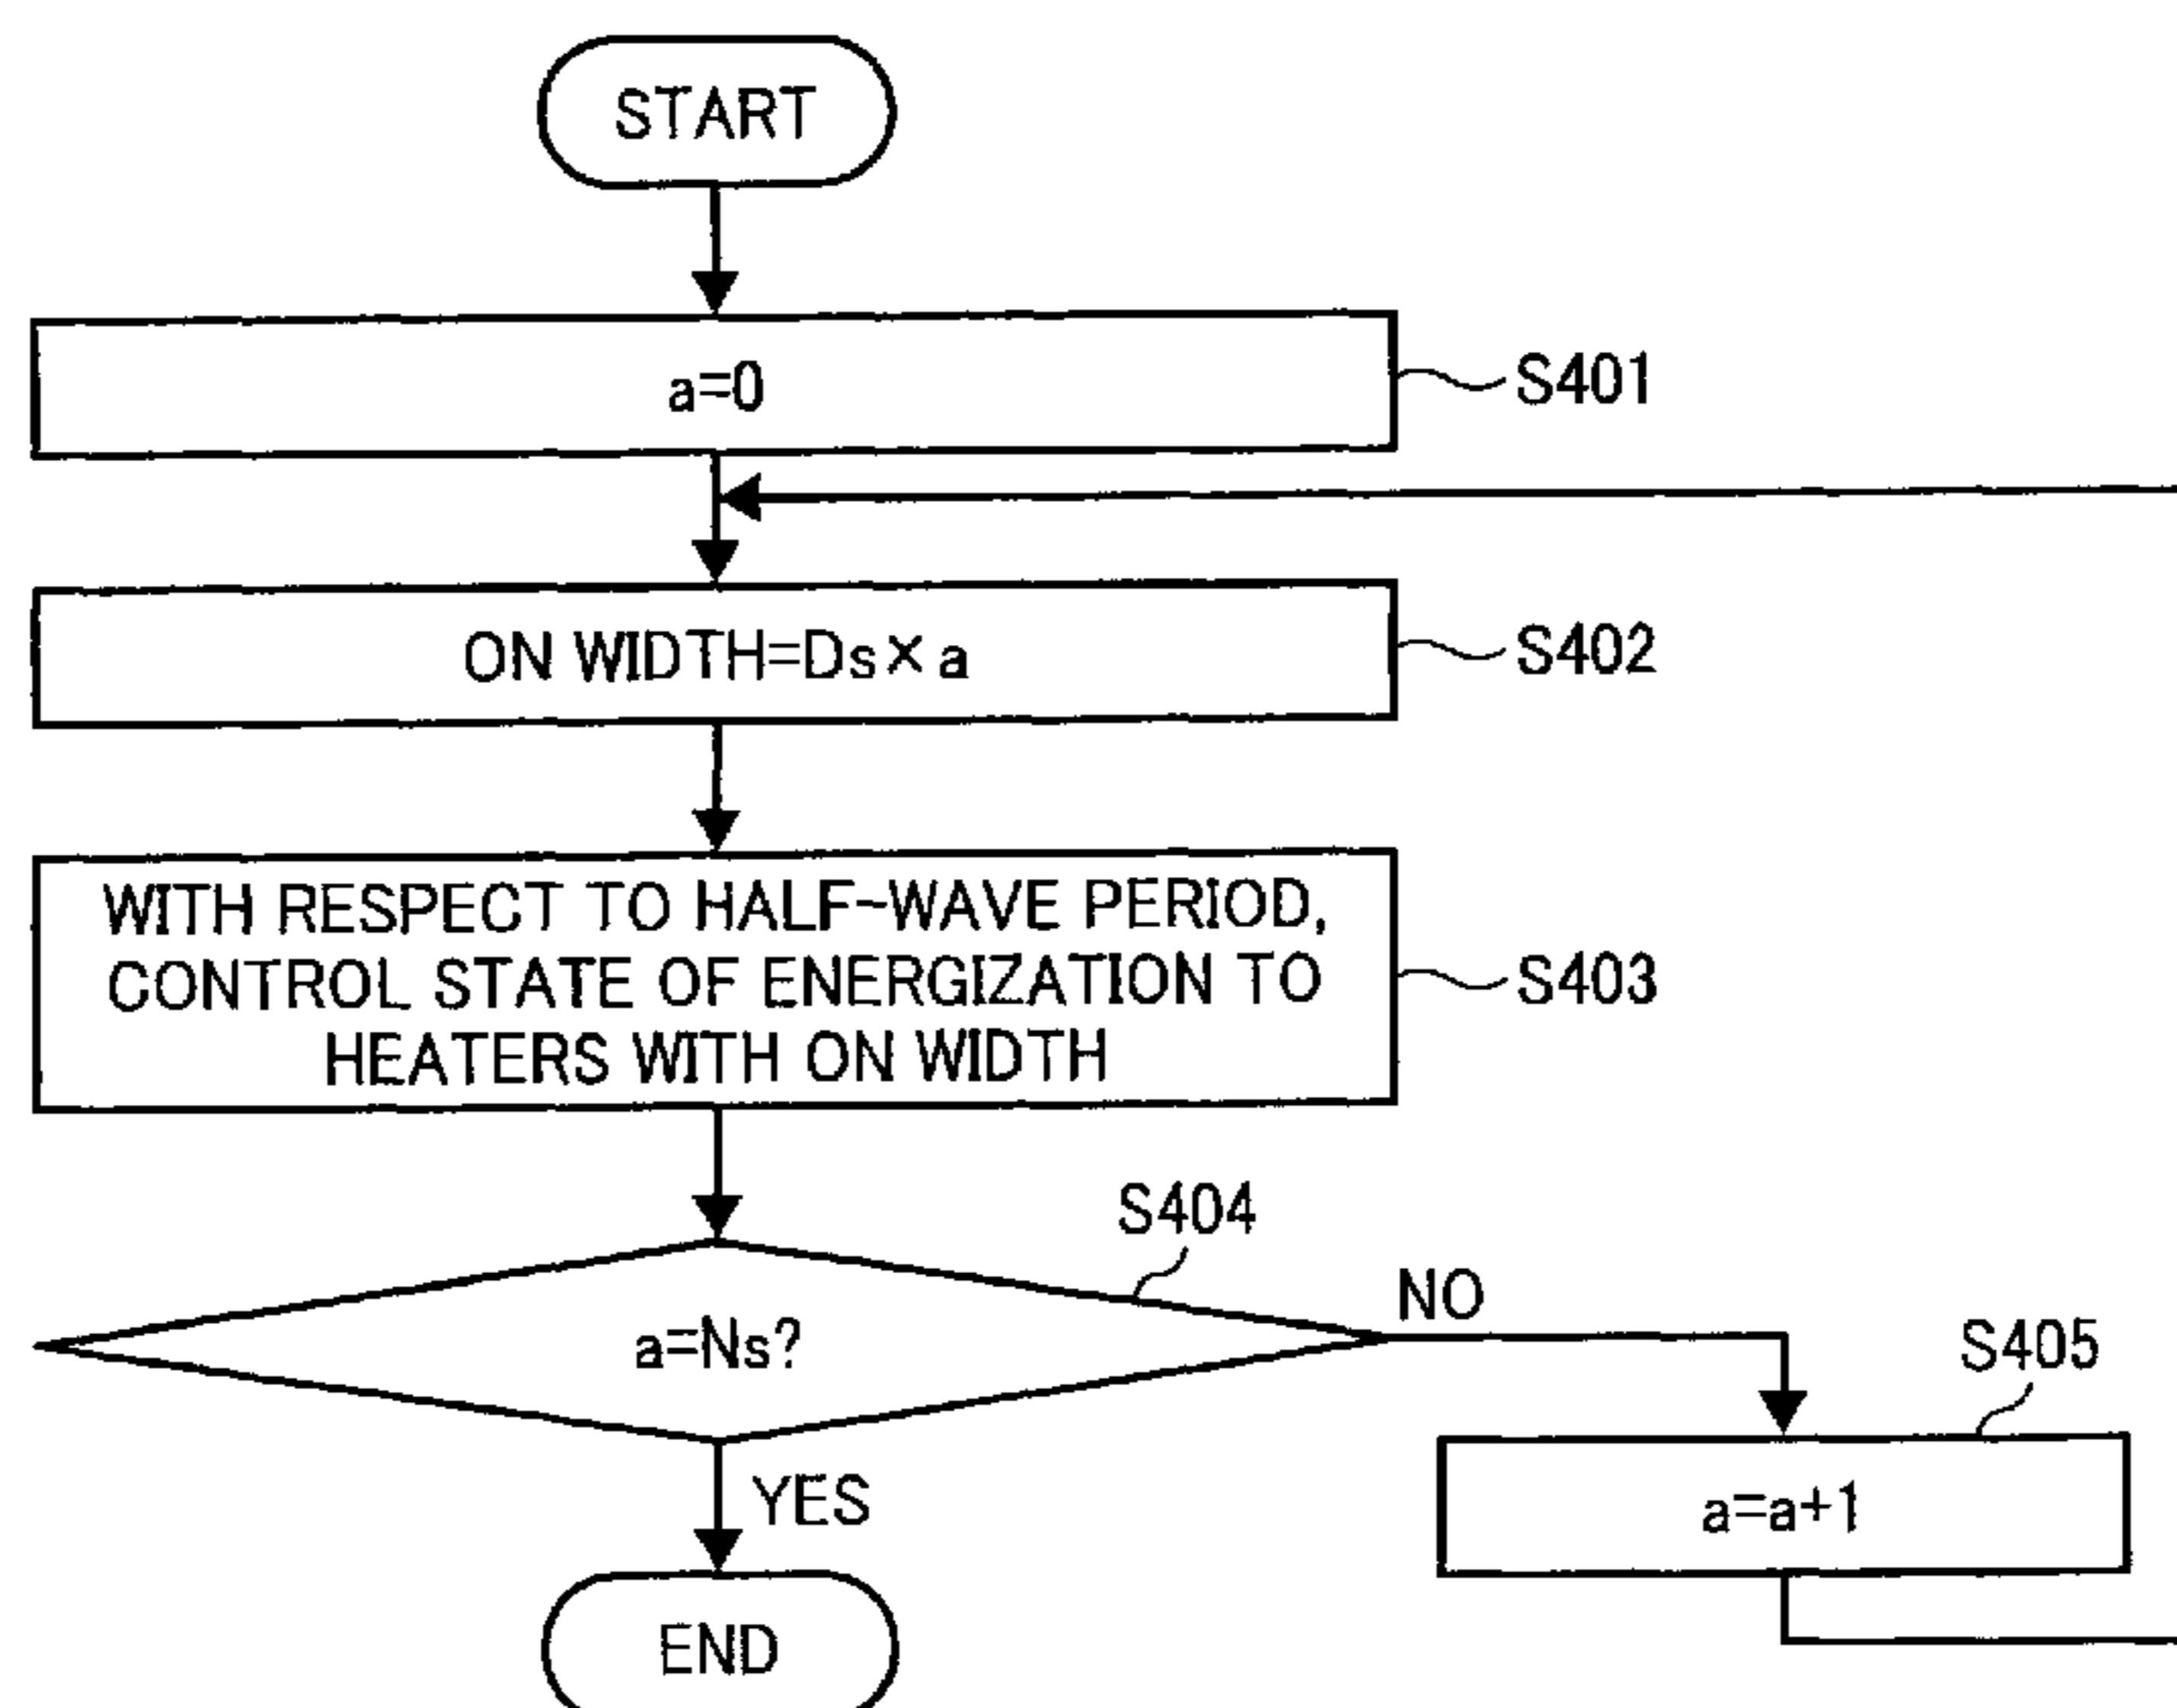 START
a=0
S401
ON WIDTH=Ds×a
S402
WITH RESPECT TO HALF-WAVE PERIOD,
CONTROL STATE OF ENERGIZATION TO
HEATERS WITH ON WIDTH
S403
S404
a=Ns?
NO
S405
YES
a=a+1
END